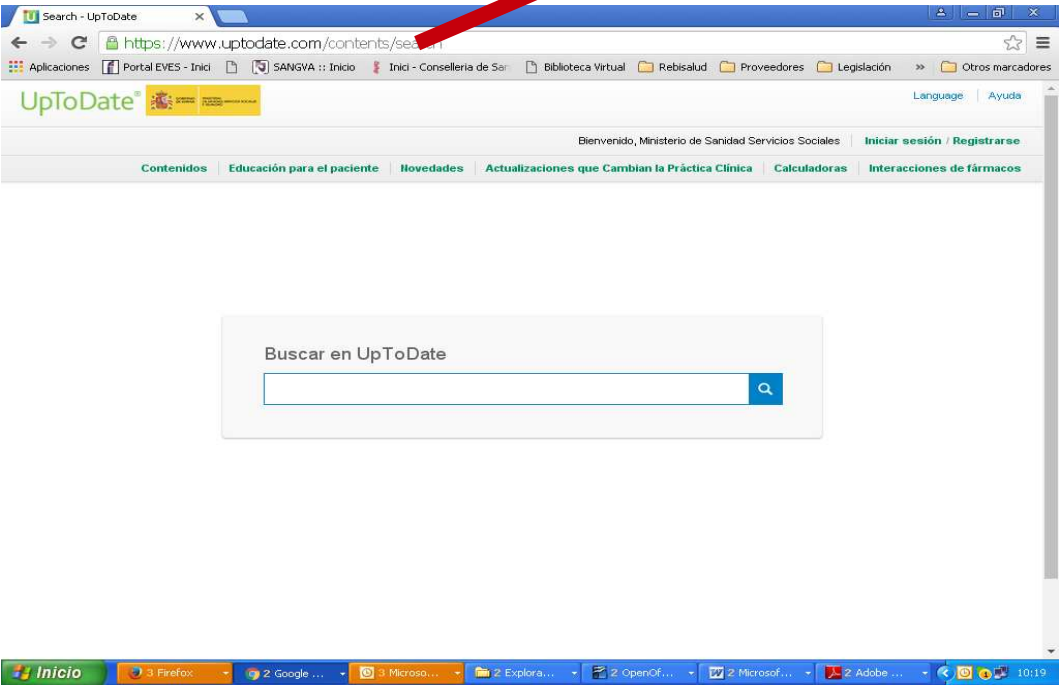 Search - UpToDate
https://www.uptodate.com/contents/search
Aplicaciones Portal EVES - Inici SANGVA :: Inicio Inici - Conselleria de San Biblioteca Virtual Rebisalud Proveedores Legislación » Otros marcadores
UpToDate®
Language Ayuda
Bienvenido, Ministerio de Sanidad Servicios Sociales Iniciar sesión / Registrarse
Contenidos Educación para el paciente Novedades Actualizaciones que Cambian la Práctica Clínica Calculadoras Interacciones de fármacos
Buscar en UpToDate
Inicio 3 Firefox 2 Google ... 3 Microso... 2 Explora... 2 OpenOf... 2 Microsof... 2 Adobe ... 10:19